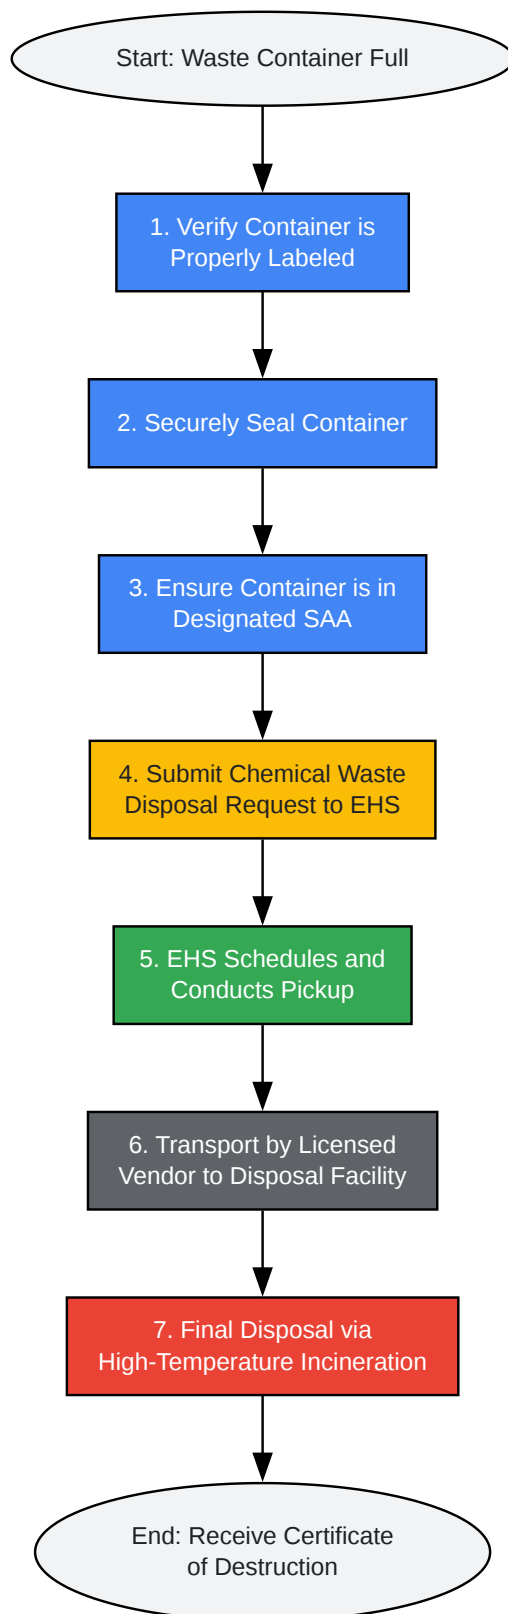 Start: Waste Container Full
1. Verify Container is
Properly Labeled
2. Securely Seal Container
3. Ensure Container is in
Designated SAA
4. Submit Chemical Waste
Disposal Request to EHS
5. EHS Schedules and
Conducts Pickup
6. Transport by Licensed
Vendor to Disposal Facility
7. Final Disposal via
High-Temperature Incineration
End: Receive Certificate
of Destruction